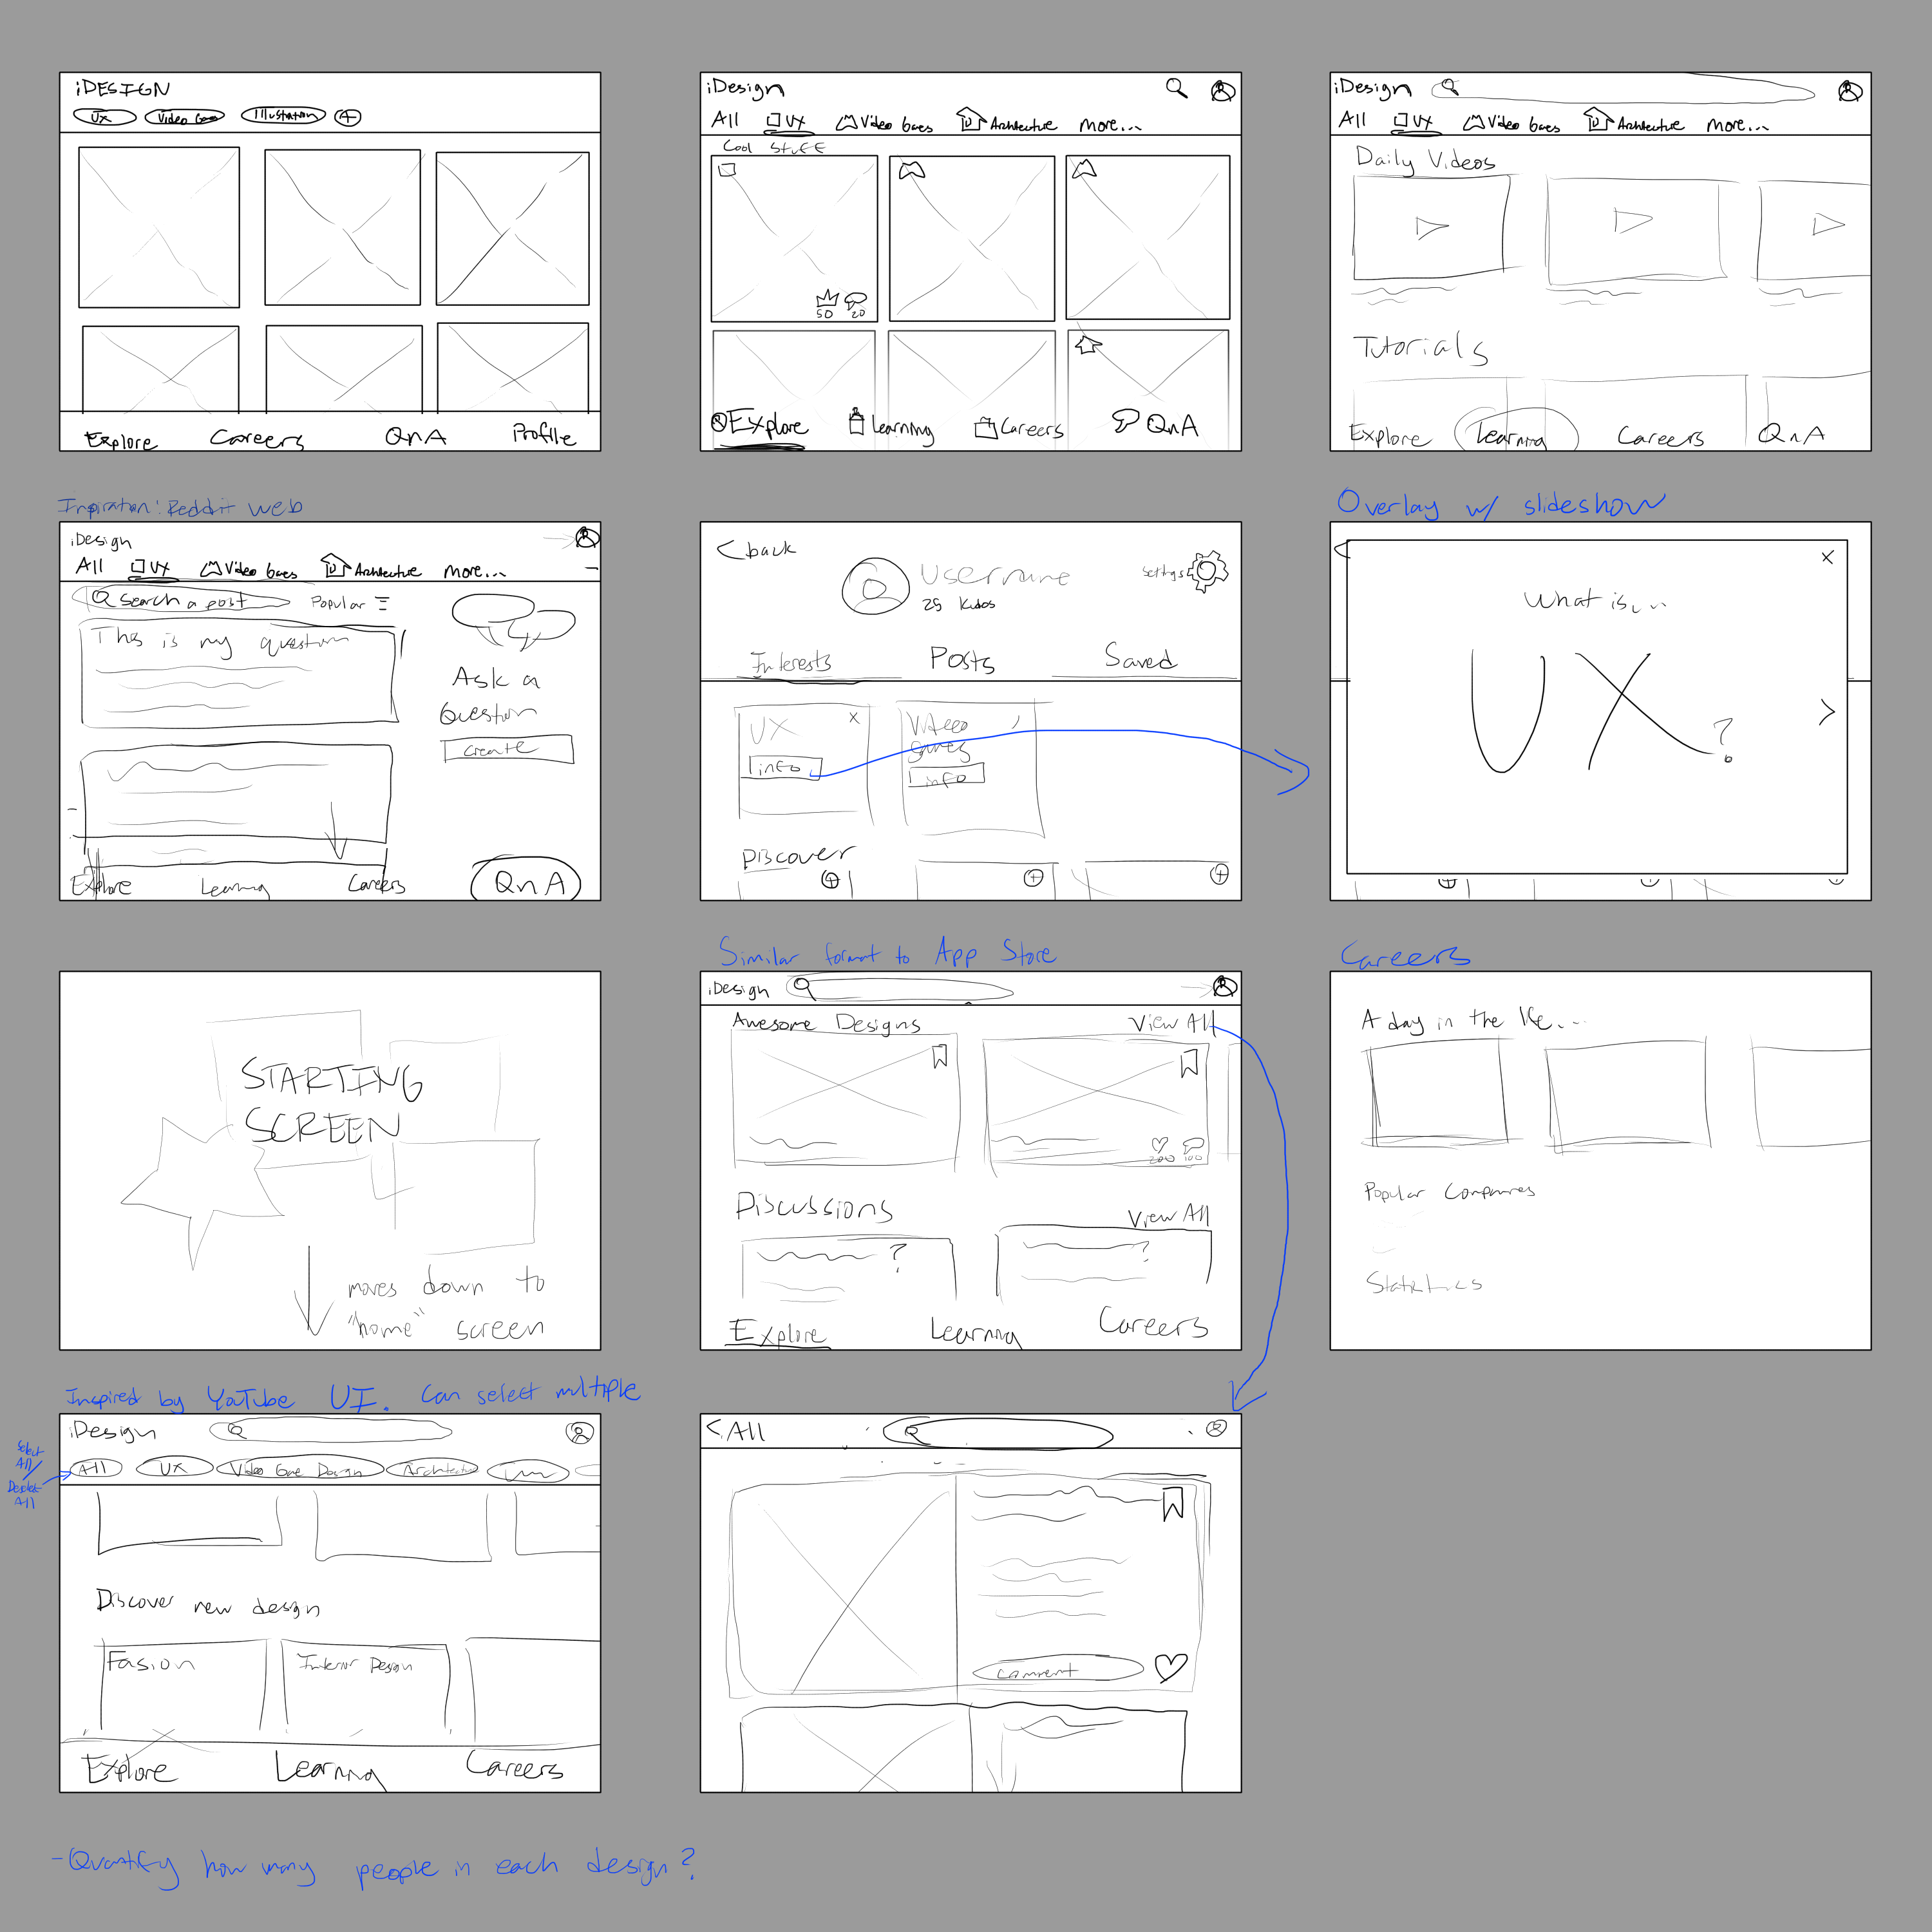 iDESIGN
UX Video Game Illustration +
Explore Careers QnA Profile
iDesign
All UX Video Games Architecture More...
Cool Stuff
50 20
Explore Learning Careers QnA
iDesign
All UX Video Games Architecture More...
Daily Videos
Tutorials
Explore Learning Careers QnA
Inspiration: Reddit web
iDesign
All UX Video Games Architecture More...
Search a post Popular
This is my question
Ask a
Question
Create
Explore Learning Careers QnA
< back
Username
25 Kudos
Settings
Interests Posts Saved
UX x
info
Video
games
info
Discover
Overlay w/ slideshow
x
What is...
UX?
>
STARTING
SCREEN
moves down to
"home" screen
Similar format to App Store
iDesign
Awesome Designs View All
200 100
Discussions View All
? ?
Explore Learning Careers
Careers
A day in the life...
Popular Companies
Statistics
Inspired by YouTube UI. Can select multiple
Select
All/
Deselect
All
iDesign
All UX Video Game Design Architecture
Discover new design
Fasion Interior Design
Explore Learning Careers
< All
comment
- Quantify how many people in each design?